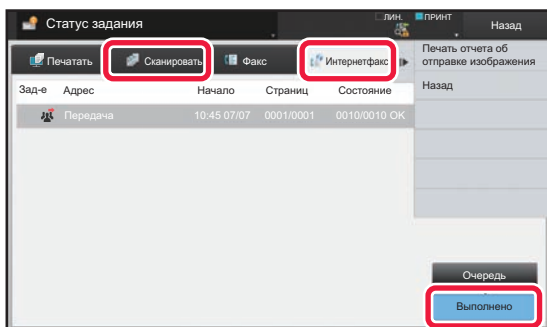 Статус задания
ЛИН.
ПРИНТ
Назад
Печатать
Сканировать
Факс
Интернетфакс
Печать отчета об
отправке изображения
Назад
Зад-е Адрес Начало Страниц Состояние
Передача 10:45 07/07 0001/0001 0010/0010 OK
Очередь
Выполнено